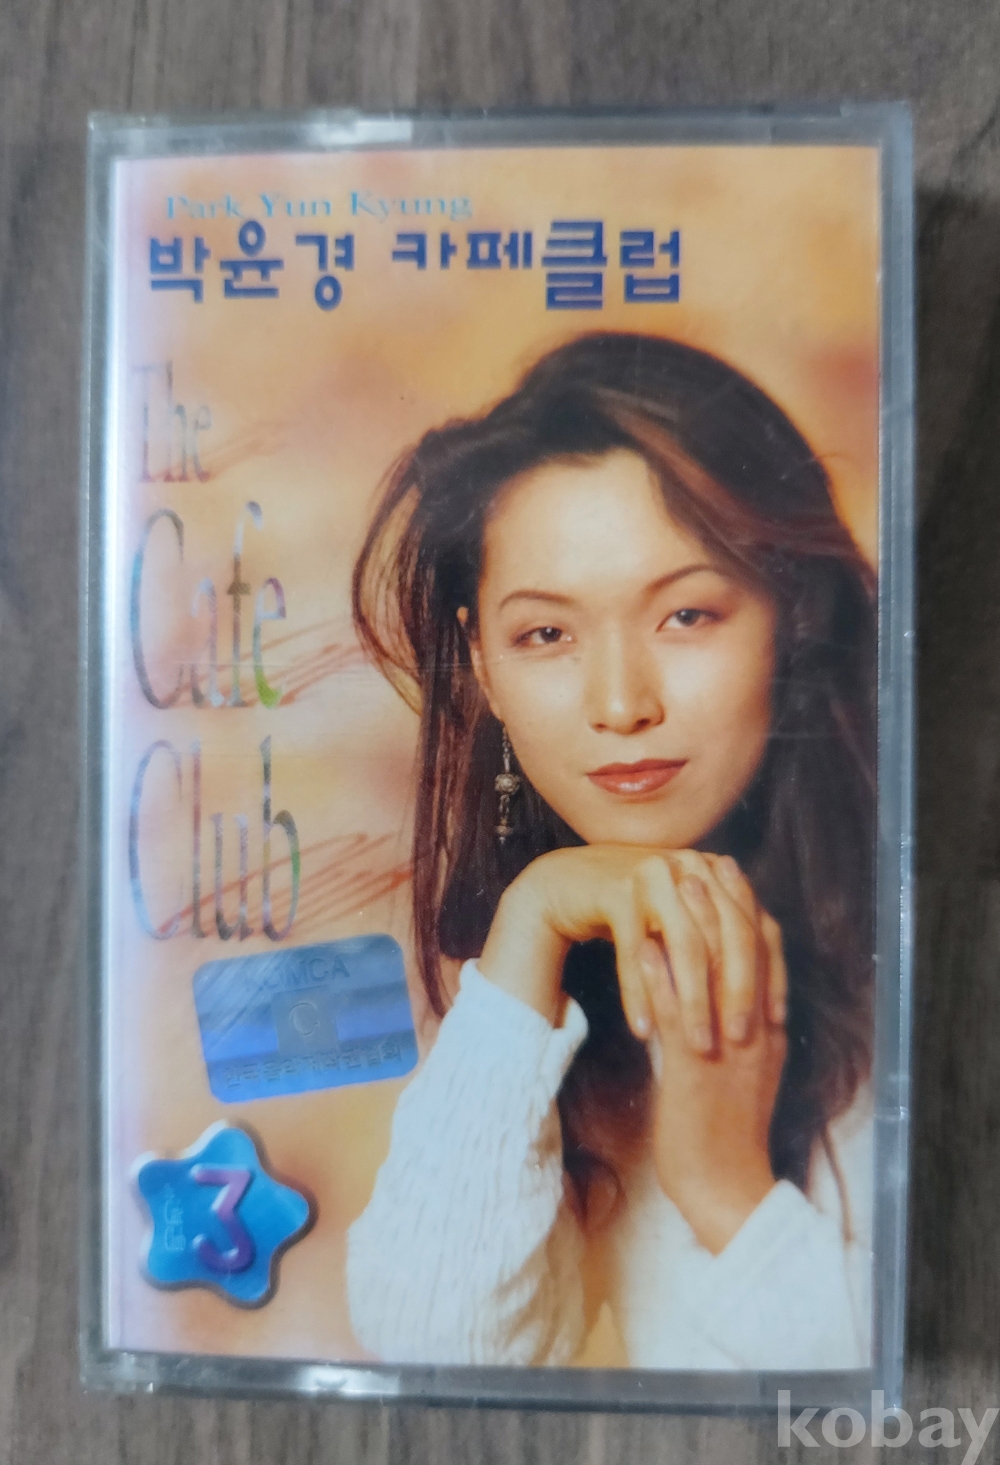 Park Yun Kyung
박윤경 카페클럽
The
Cafe
Club
KOMCA
C
3
kobay